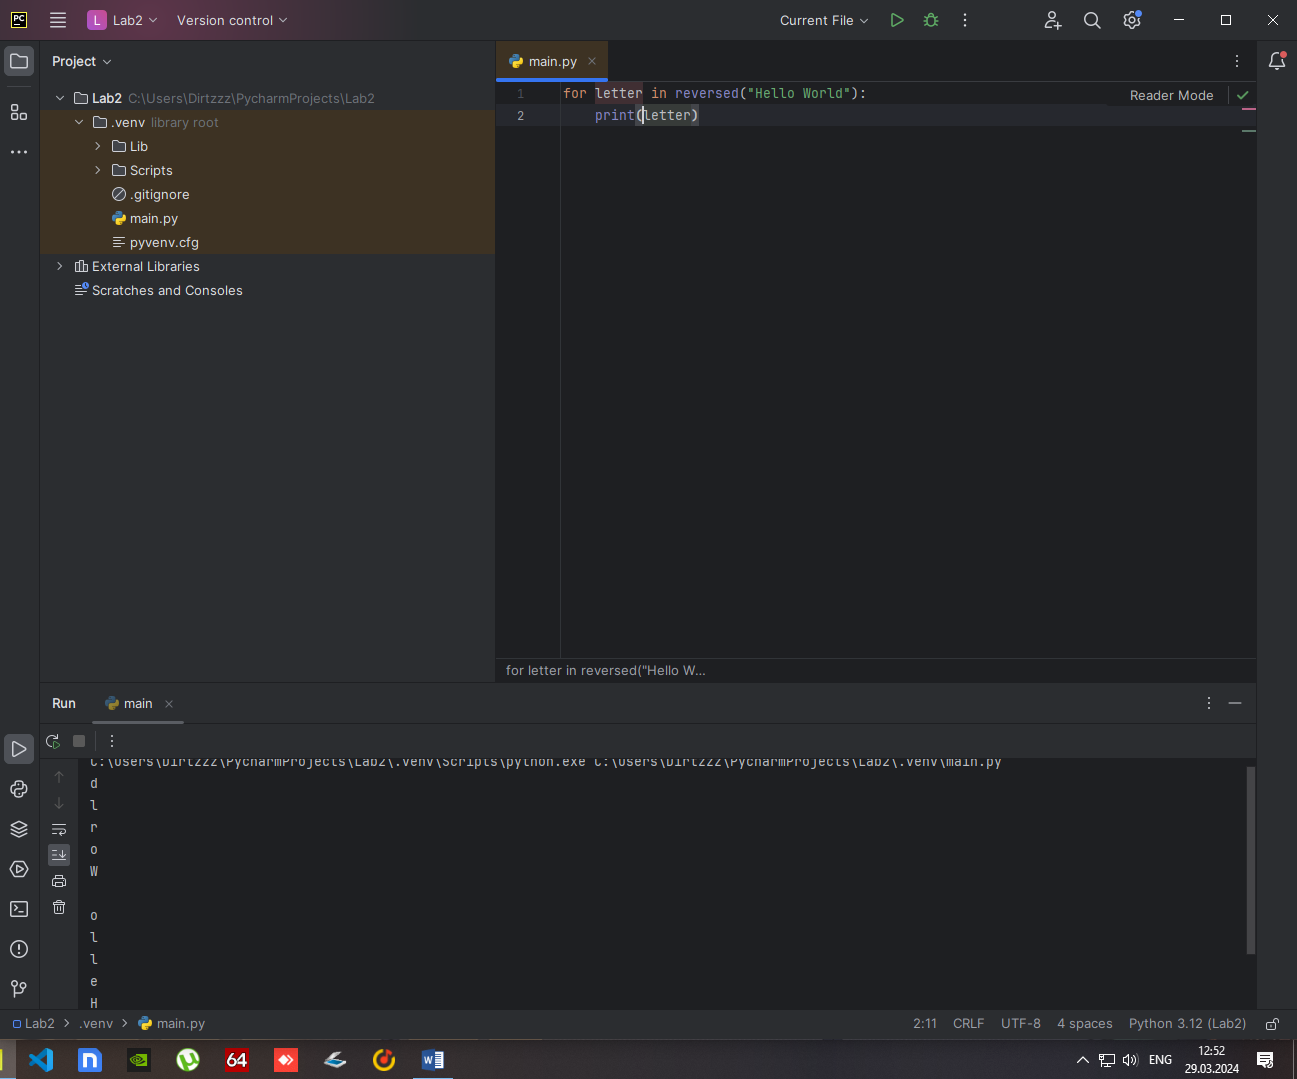 PC
L Lab2 Version control Current File
Project
main.py
Lab2 C:\Users\Dirtzzz\PycharmProjects\Lab2
.venv library root
Lib
Scripts
.gitignore
main.py
pyvenv.cfg
External Libraries
Scratches and Consoles
1 for letter in reversed("Hello World"):
2 print(letter)
Reader Mode
for letter in reversed("Hello W...
Run main
C:\Users\Dirtzzz\PycharmProjects\Lab2\.venv\Scripts\python.exe C:\Users\Dirtzzz\PycharmProjects\Lab2\.venv\main.py
d
l
r
o
W
o
l
l
e
H
Lab2 > .venv > main.py 2:11 CRLF UTF-8 4 spaces Python 3.12 (Lab2)
64 W ENG 12:52
29.03.2024